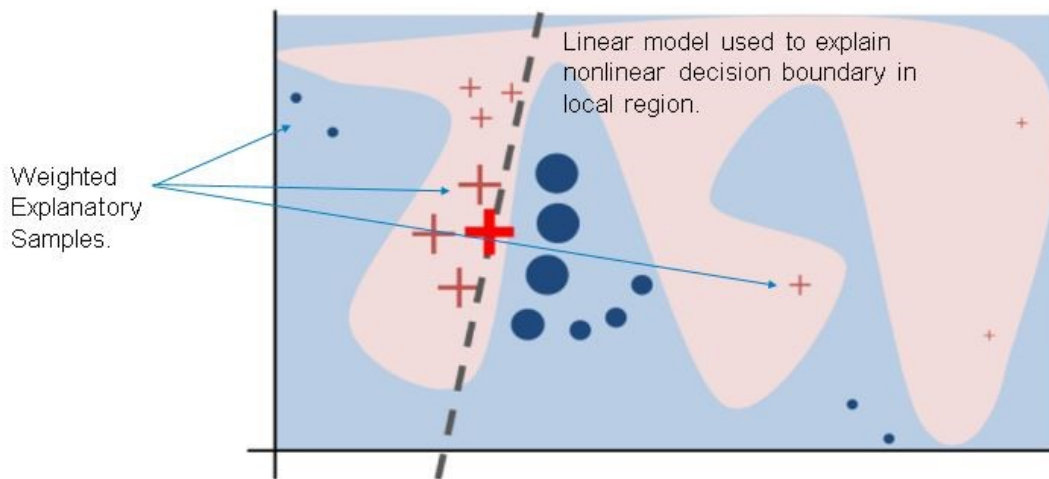 Linear model used to explain
nonlinear decision boundary in
local region.
Weighted
Explanatory
Samples.